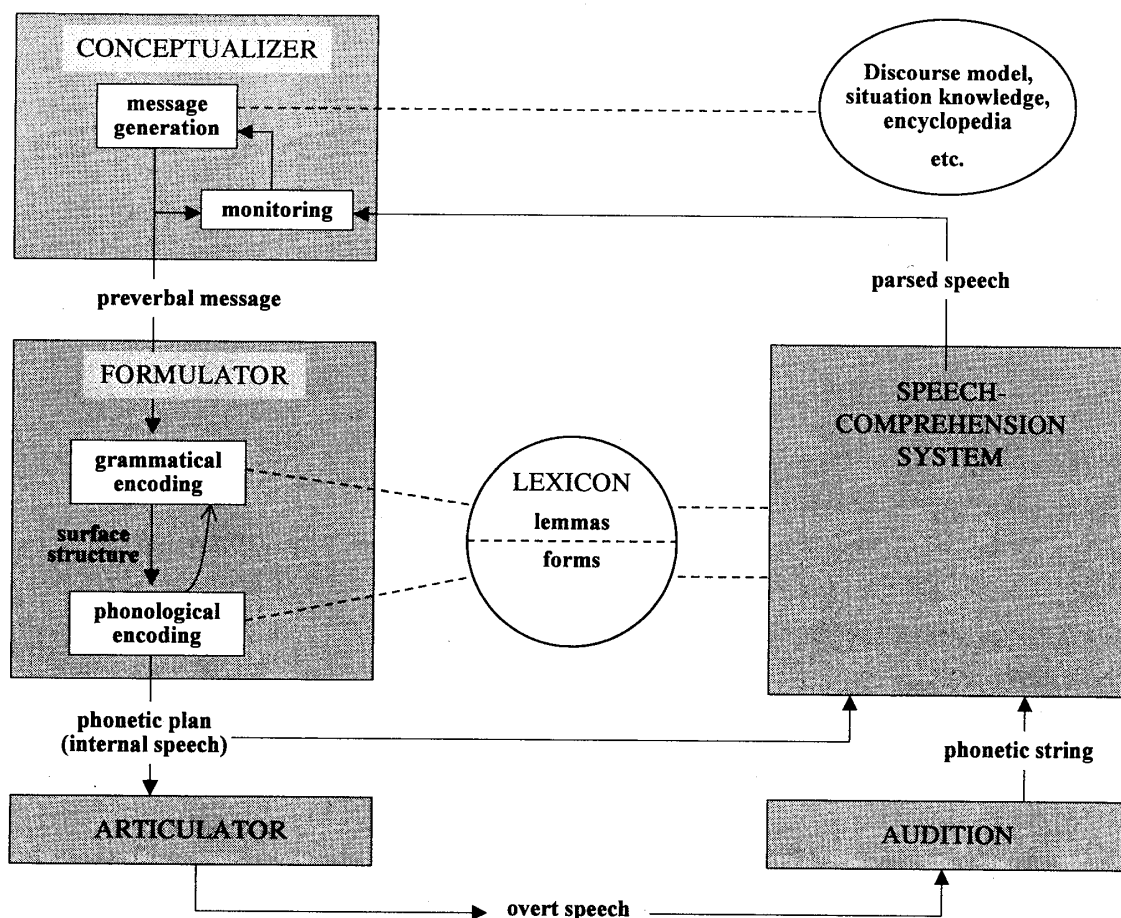 CONCEPTUALIZER
message
generation
monitoring
Discourse model,
situation knowledge,
encyclopedia
etc.
preverbal message
parsed speech
FORMULATOR
grammatical
encoding
surface
structure
phonological
encoding
LEXICON
lemmas
forms
SPEECH-
COMPREHENSION
SYSTEM
phonetic plan
(internal speech)
phonetic string
ARTICULATOR
AUDITION
overt speech